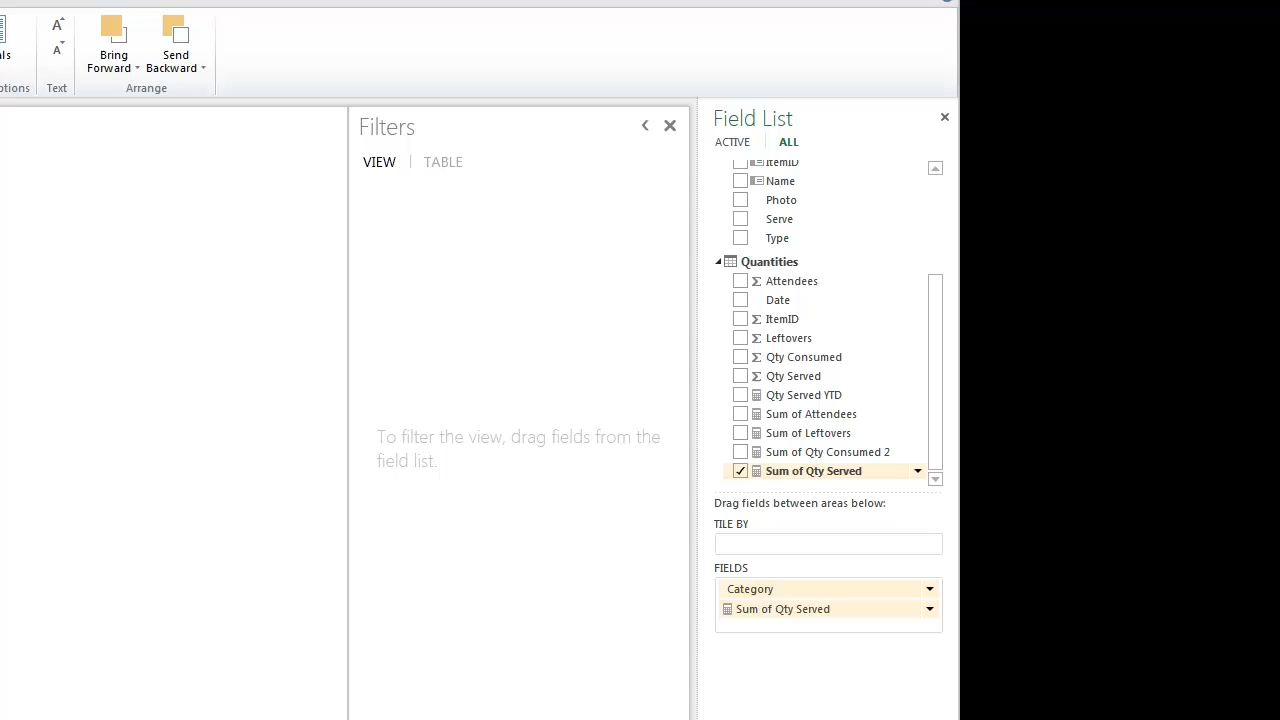 ls
A
A
Bring
Forward
Send
Backward
ptions
Text
Arrange
Filters
VIEW
TABLE
To filter the view, drag fields from the
field list.
Field List
ACTIVE
ALL
ItemID
Name
Photo
Serve
Type
Quantities
Attendees
Date
ItemID
Leftovers
Qty Consumed
Qty Served
Qty Served YTD
Sum of Attendees
Sum of Leftovers
Sum of Qty Consumed 2
Sum of Qty Served
Drag fields between areas below:
TILE BY
FIELDS
Category
Sum of Qty Served